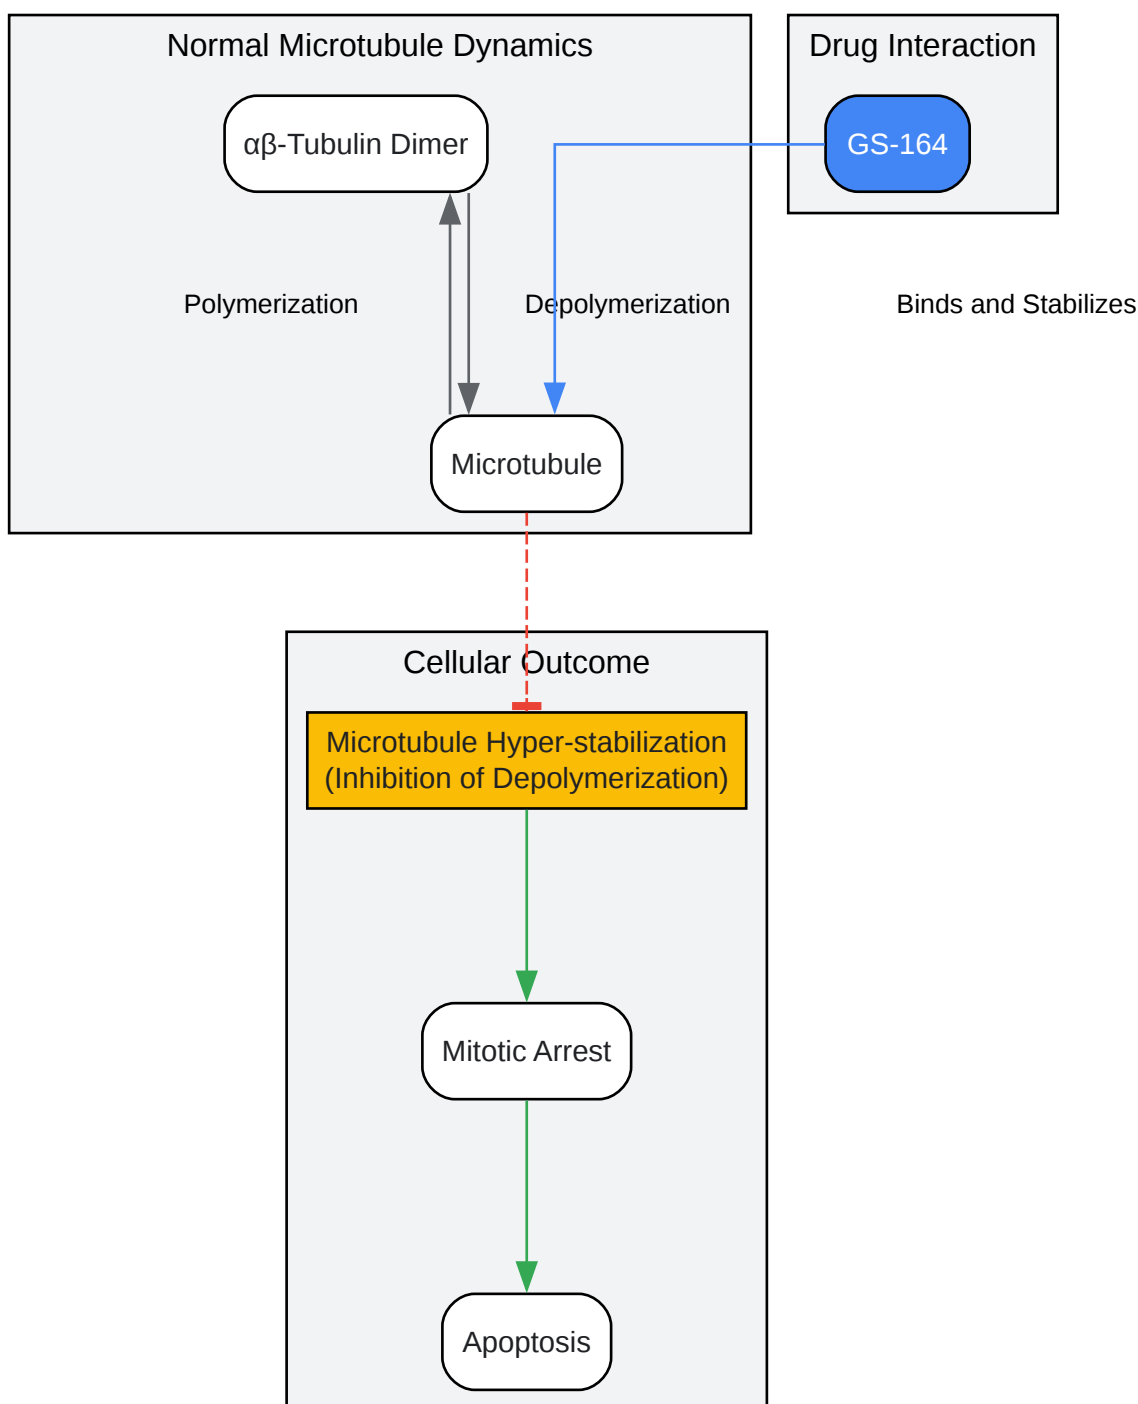 Normal Microtubule Dynamics
Drug Interaction
αβ-Tubulin Dimer
GS-164
Polymerization
Depolymerization
Binds and Stabilizes
Microtubule
Cellular Outcome
Microtubule Hyper-stabilization
(Inhibition of Depolymerization)
Mitotic Arrest
Apoptosis